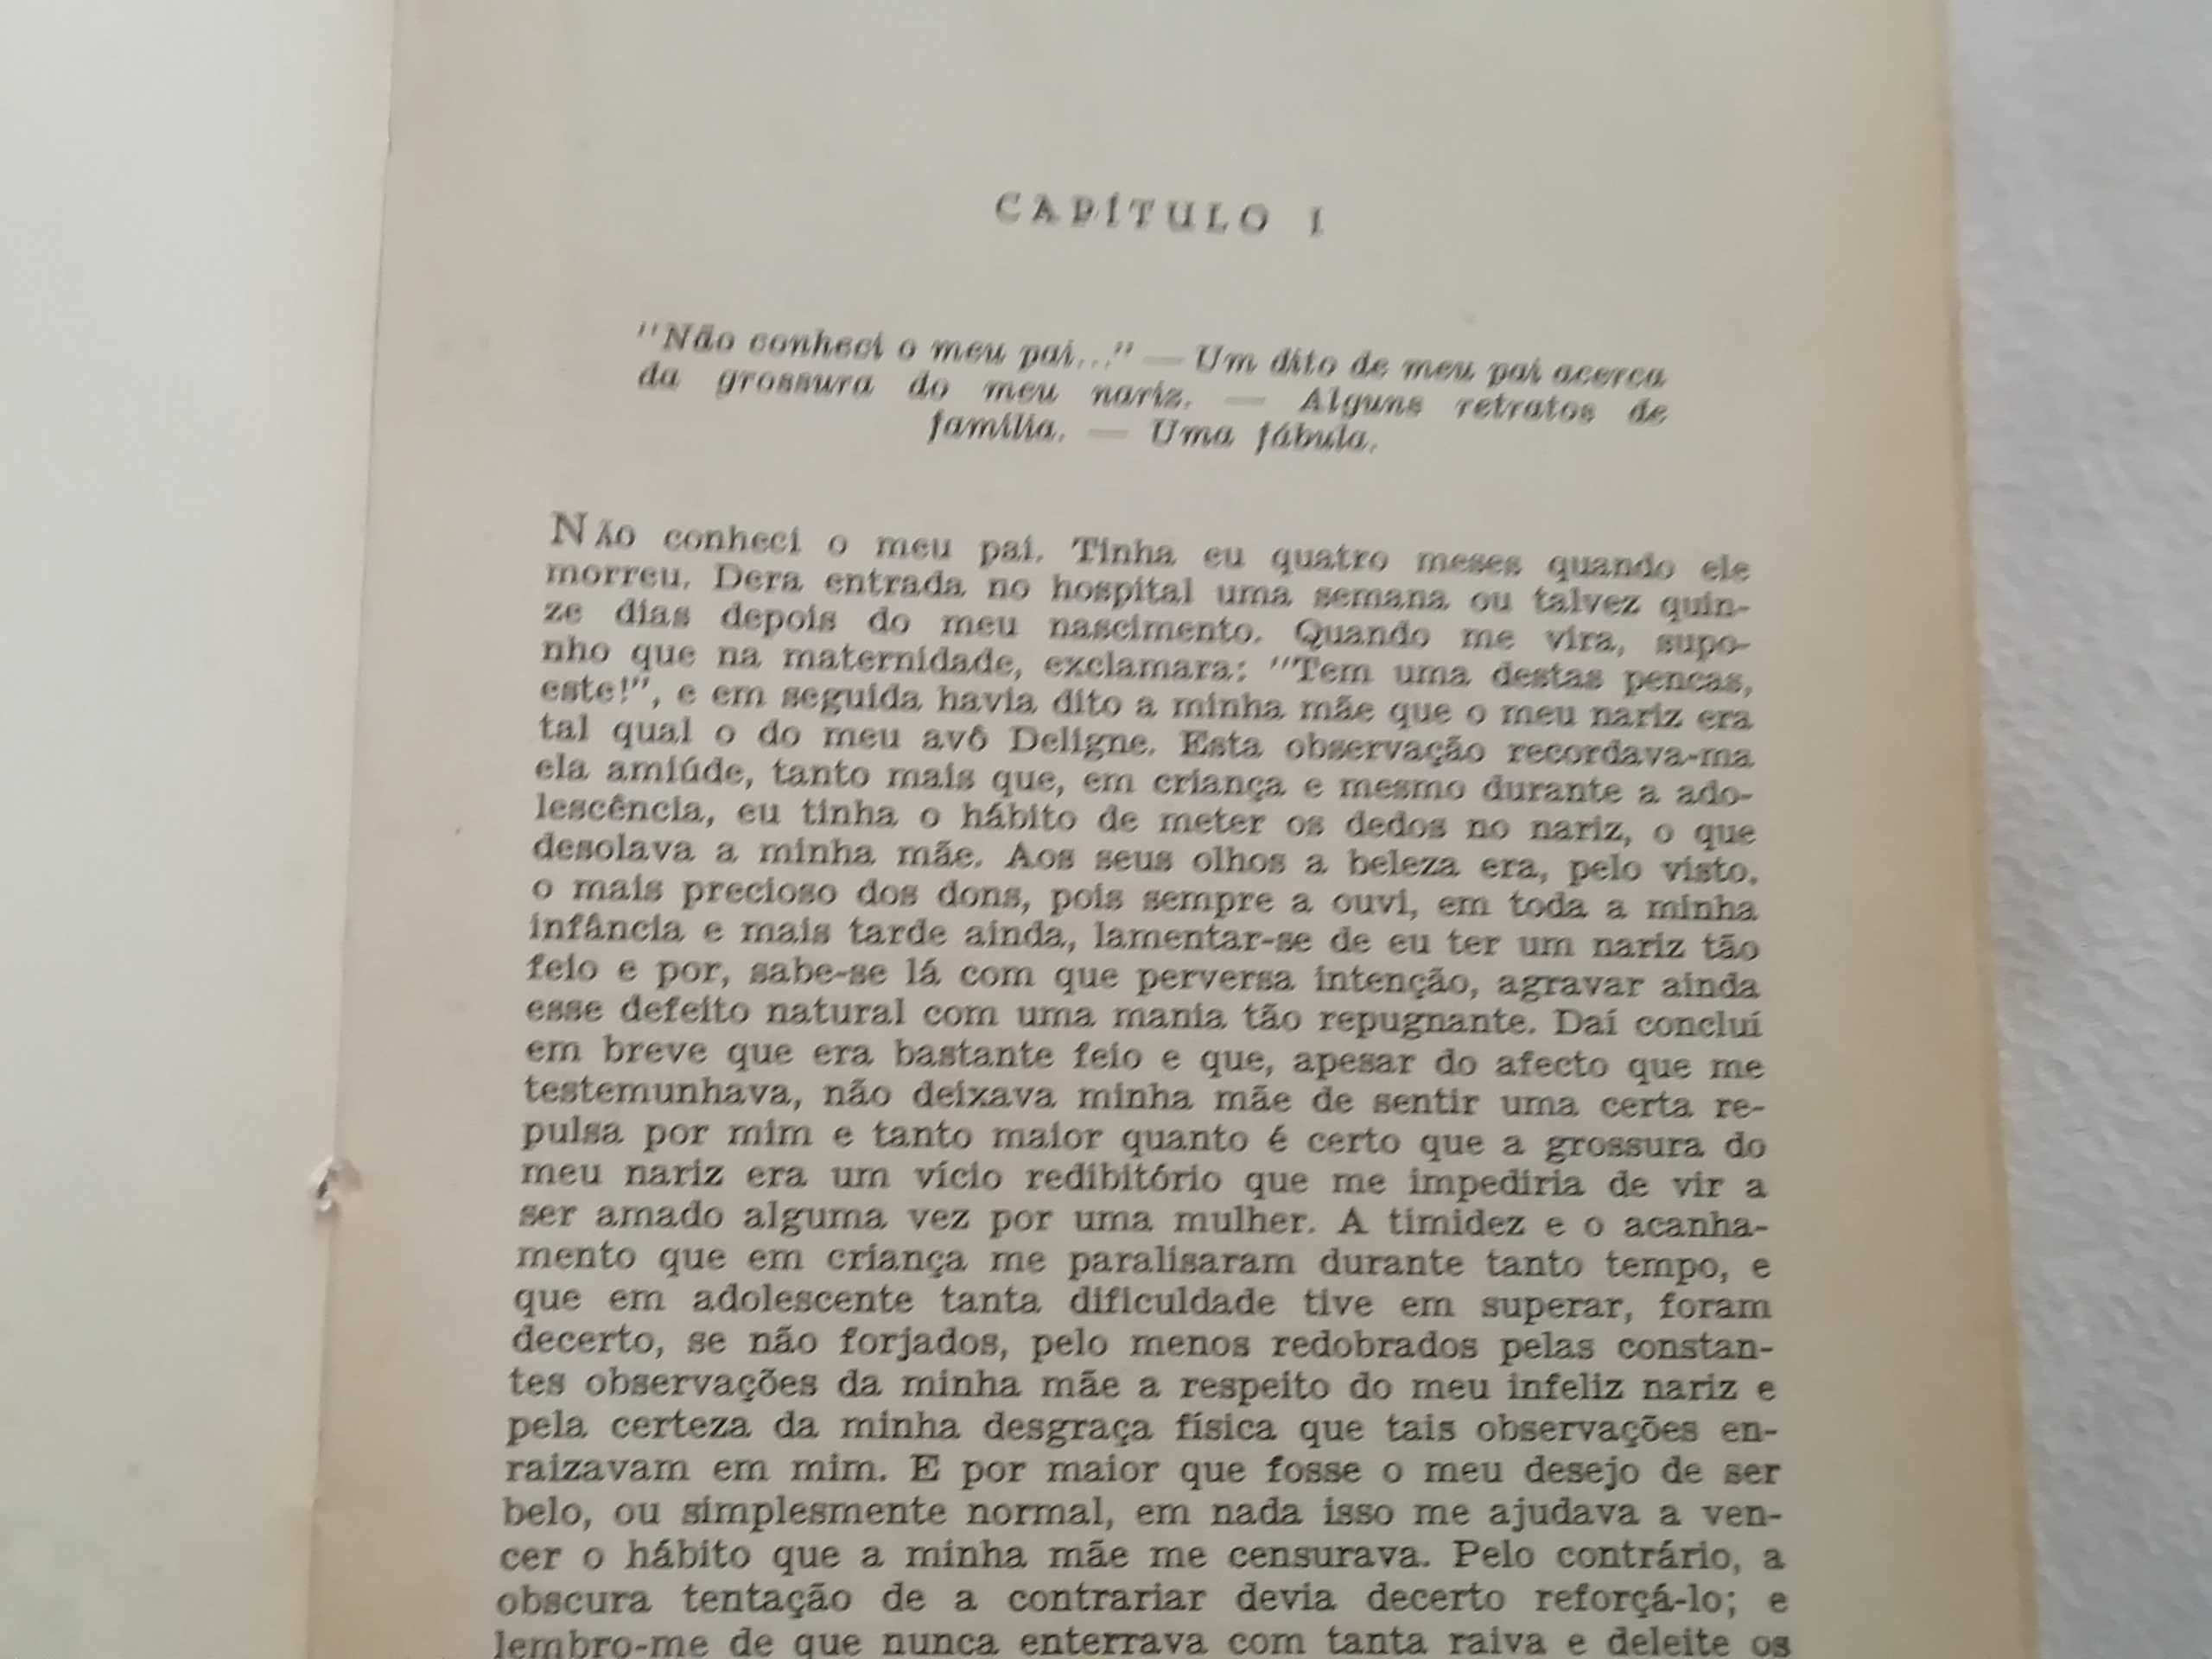 CAPÍTULO I
"Não conheci o meu pai..." — Um dito de meu pai acerca
da grossura do meu nariz. — Alguns retratos de
família. — Uma fábula.
NÃO conheci o meu pai. Tinha eu quatro meses quando ele
morreu. Dera entrada no hospital uma semana ou talvez quin-
ze dias depois do meu nascimento. Quando me vira, supo-
nho que na maternidade, exclamara: "Tem uma destas pencas,
este!", e em seguida havia dito a minha mãe que o meu nariz era
tal qual o do meu avô Deligne. Esta observação recordava-ma
ela amiúde, tanto mais que, em criança e mesmo durante a ado-
lescência, eu tinha o hábito de meter os dedos no nariz, o que
desolava a minha mãe. Aos seus olhos a beleza era, pelo visto,
o mais precioso dos dons, pois sempre a ouvi, em toda a minha
infância e mais tarde ainda, lamentar-se de eu ter um nariz tão
feio e por, sabe-se lá com que perversa intenção, agravar ainda
esse defeito natural com uma mania tão repugnante. Daí concluí
em breve que era bastante feio e que, apesar do afecto que me
testemunhava, não deixava minha mãe de sentir uma certa re-
pulsa por mim e tanto maior quanto é certo que a grossura do
meu nariz era um vício redibitório que me impediria de vir a
ser amado alguma vez por uma mulher. A timidez e o acanha-
mento que em criança me paralisaram durante tanto tempo, e
que em adolescente tanta dificuldade tive em superar, foram
decerto, se não forjados, pelo menos redobrados pelas constan-
tes observações da minha mãe a respeito do meu infeliz nariz e
pela certeza da minha desgraça física que tais observações en-
raizavam em mim. E por maior que fosse o meu desejo de ser
belo, ou simplesmente normal, em nada isso me ajudava a ven-
cer o hábito que a minha mãe me censurava. Pelo contrário, a
obscura tentação de a contrariar devia decerto reforçá-lo; e
lembro-me de que nunca enterrava com tanta raiva e deleite os